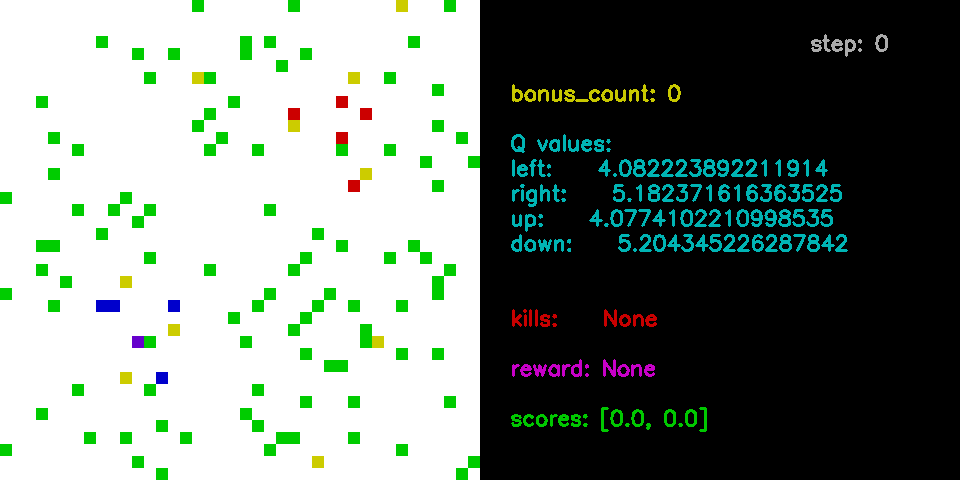 step: 0
bonus_count: 0
Q values:
left: 4.082223892211914
right: 5.182371616363525
up: 4.0774102210998535
down: 5.204345226287842
kills: None
reward: None
scores: [0.0, 0.0]